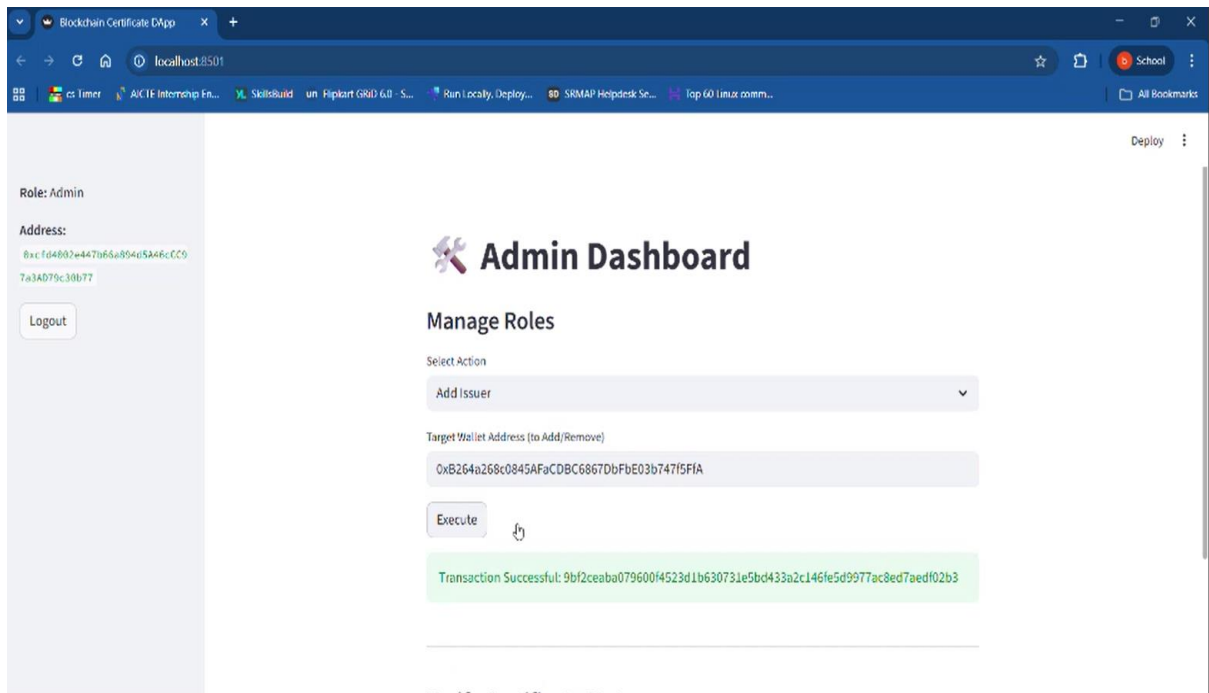 Blockchain Certificate DApp
localhost:8501
School
cs Timer
AICTE Internship En...
SkillsBuild
Flipkart GRiD 6.0 - S...
Run Locally, Deploy...
SRMAP Helpdesk Se...
Top 60 Linux comm...
All Bookmarks
Deploy
Role: Admin
Address:
Logout
🛠️ Admin Dashboard
Manage Roles
Select Action
Add Issuer
Target Wallet Address (to Add/Remove)
0xB264a268c0845AFaCDBC6867DbFbE03b747f5FfA
Execute
Transaction Successful: 9bf2ceaba079600f4523d1b630731e5bd433a2c146fe5d9977ac8ed7aedf02b3